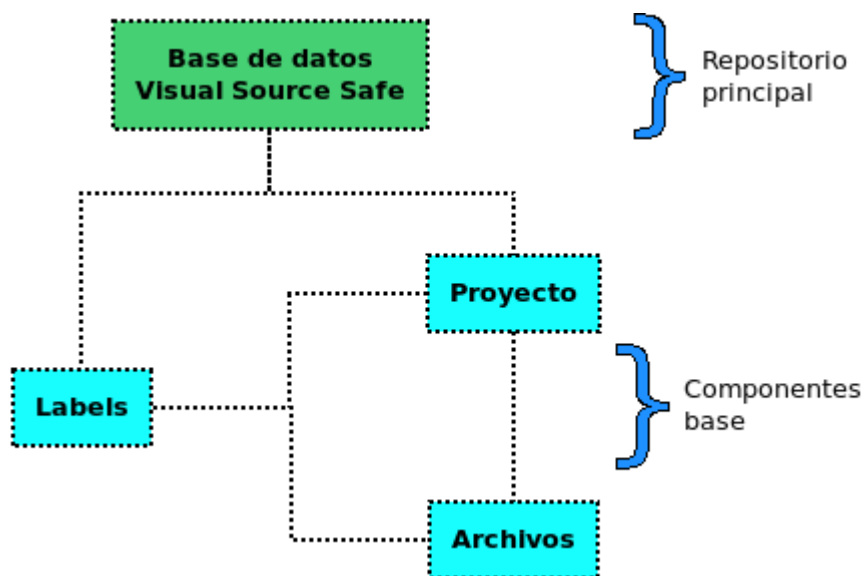 Base de datos
Visual Source Safe
Repositorio
principal
Proyecto
Labels
Componentes
base
Archivos